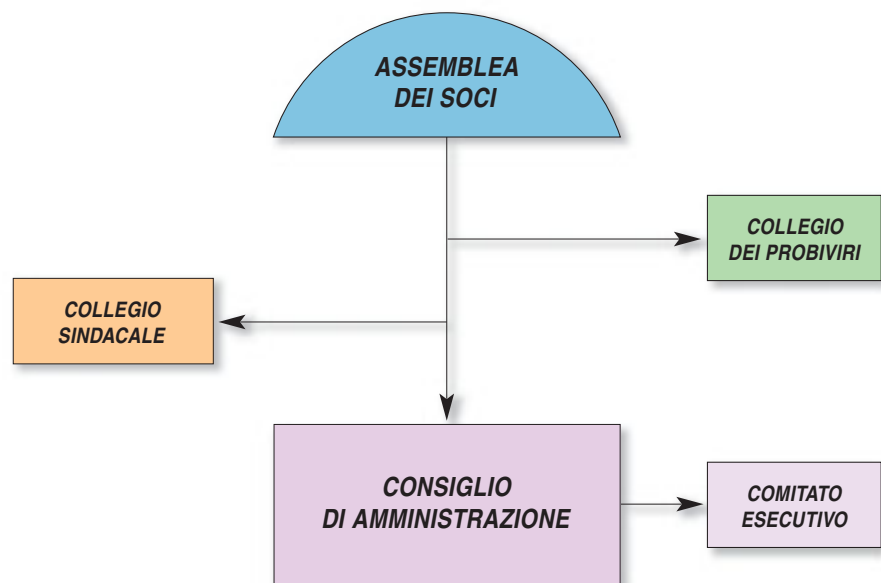 ASSEMBLEA
DEI SOCI
COLLEGIO
DEI PROBIVIRI
COLLEGIO
SINDACALE
CONSIGLIO
DI AMMINISTRAZIONE
COMITATO
ESECUTIVO